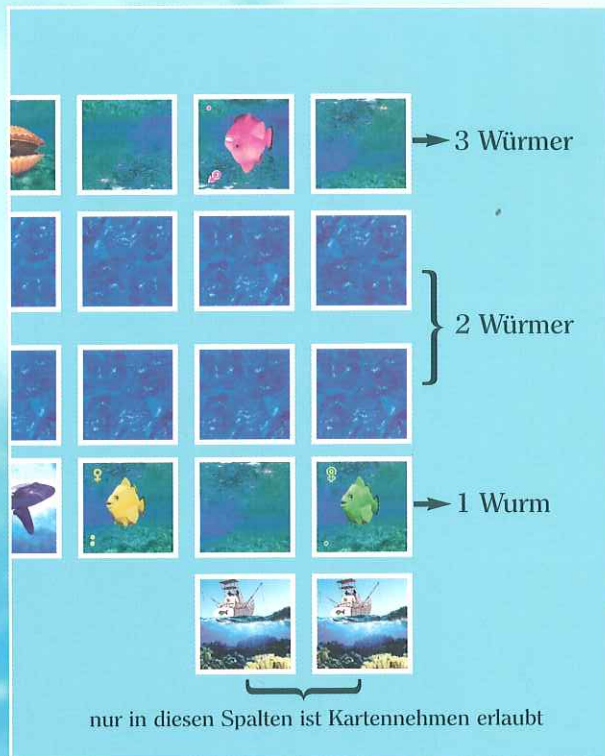 3 Würmer
2 Würmer
1 Wurm
nur in diesen Spalten ist Kartennehmen erlaubt